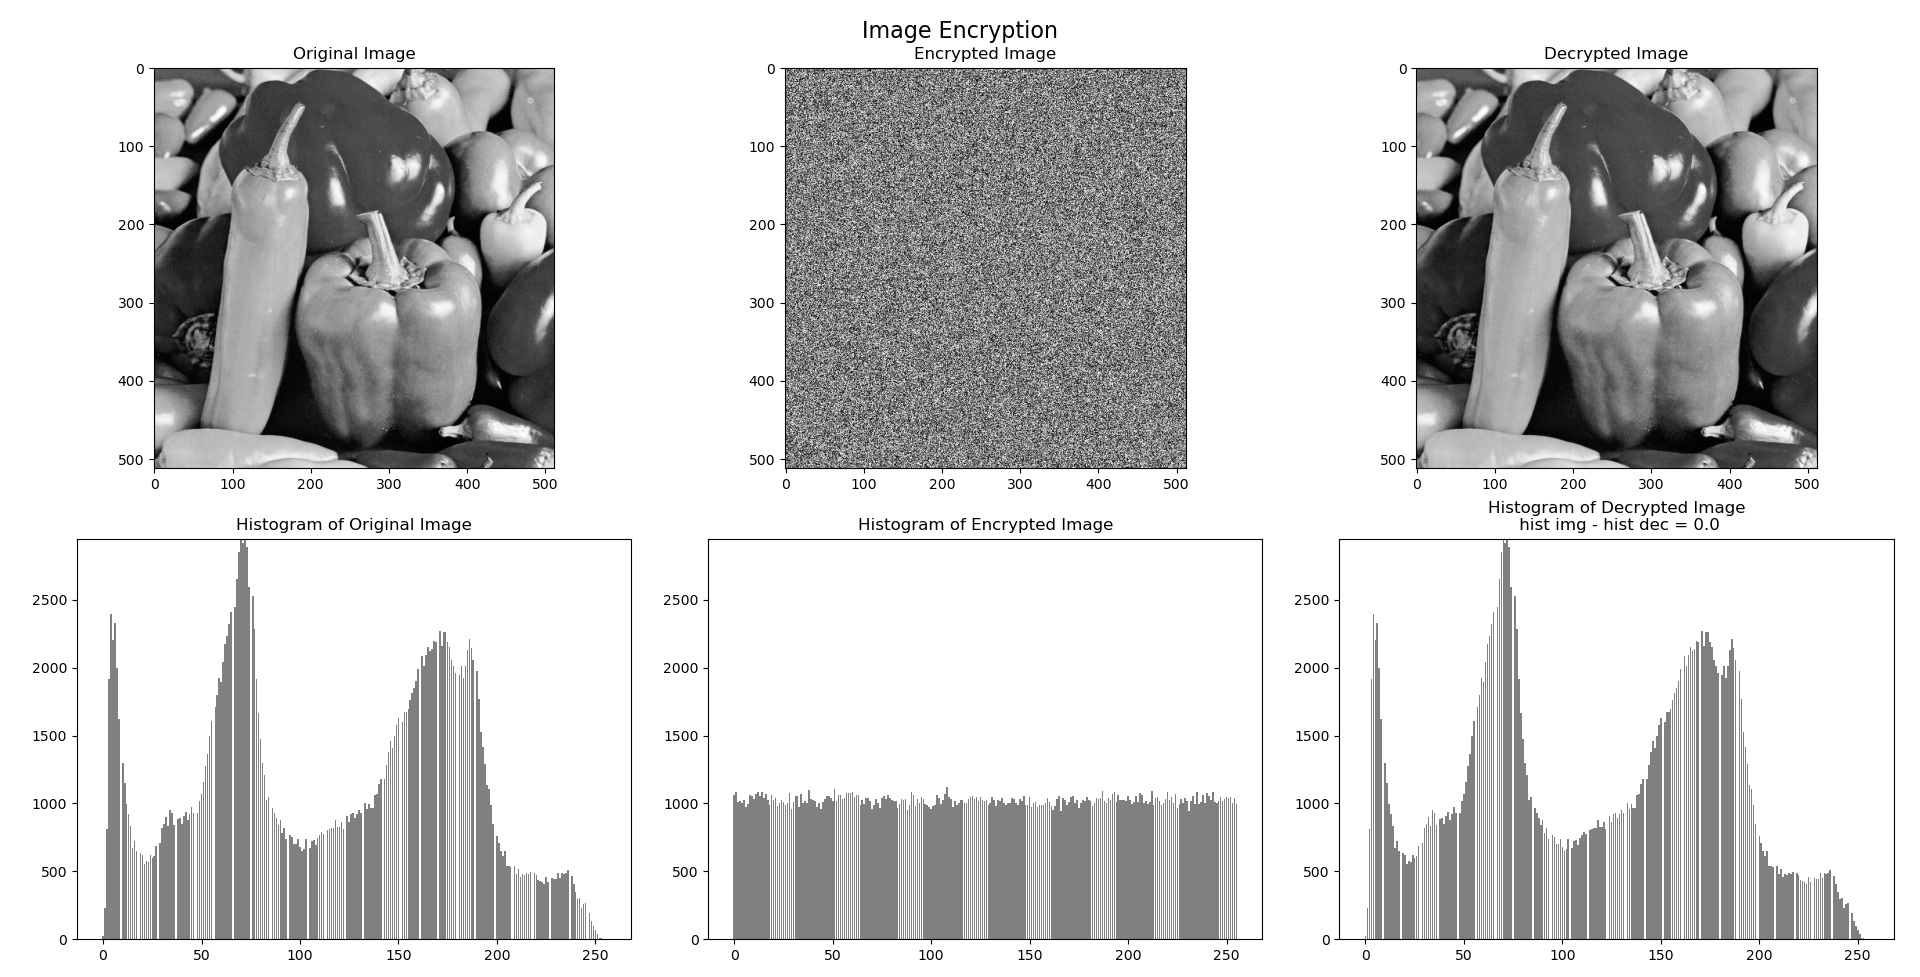 Image Encryption
Original Image
Encrypted Image
Decrypted Image
0
100
200
300
400
500
0 100 200 300 400 500
0
100
200
300
400
500
0 100 200 300 400 500
0
100
200
300
400
500
0 100 200 300 400 500
Histogram of Original Image
Histogram of Encrypted Image
Histogram of Decrypted Image
hist img - hist dec = 0.0
2500
2000
1500
1000
500
0
0 50 100 150 200 250
2500
2000
1500
1000
500
0
0 50 100 150 200 250
2500
2000
1500
1000
500
0
0 50 100 150 200 250